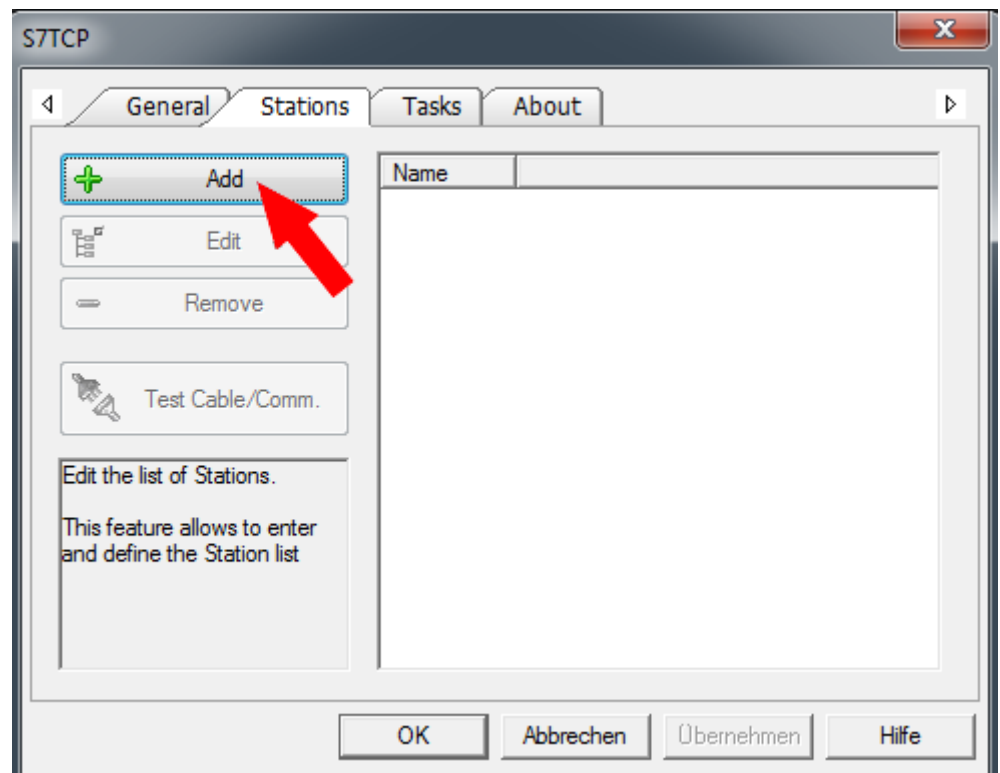 S7TCP
General Stations Tasks About
Add
Edit
Remove
Test Cable/Comm.
Name
Edit the list of Stations.
This feature allows to enter
and define the Station list
OK Abbrechen Übernehmen Hilfe